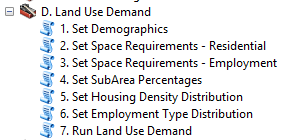 D. Land Use Demand
1. Set Demographics
2. Set Space Requirements - Residential
3. Set Space Requirements - Employment
4. Set SubArea Percentages
5. Set Housing Density Distribution
6. Set Employment Type Distribution
7. Run Land Use Demand